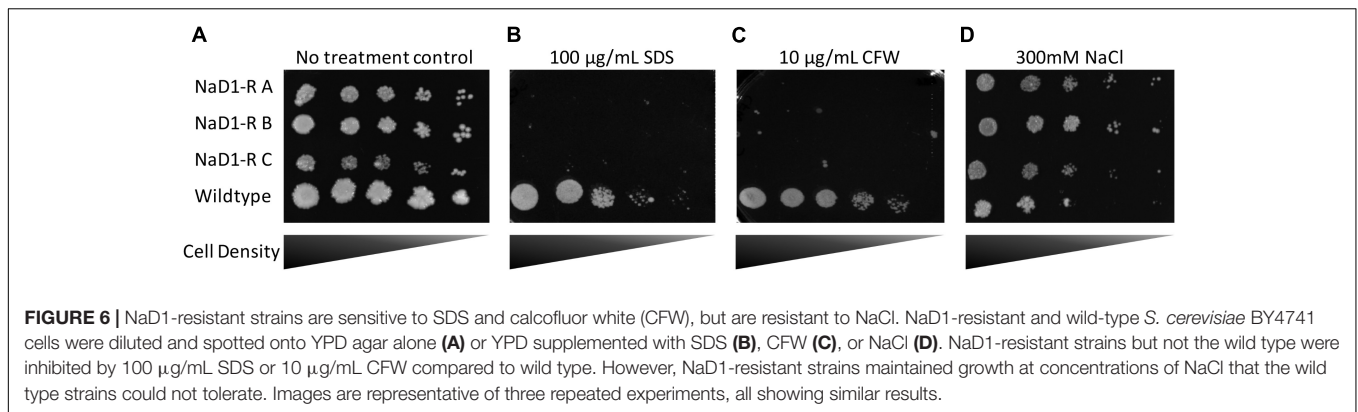 A
B
C
D
No treatment control
100 µg/mL SDS
10 µg/mL CFW
300mM NaCl
NaD1-R A
NaD1-R B
NaD1-R C
Wildtype
Cell Density
FIGURE 6 | NaD1-resistant strains are sensitive to SDS and calcofluor white (CFW), but are resistant to NaCl. NaD1-resistant and wild-type S. cerevisiae BY4741
cells were diluted and spotted onto YPD agar alone (A) or YPD supplemented with SDS (B), CFW (C), or NaCl (D). NaD1-resistant strains but not the wild type were
inhibited by 100 µg/mL SDS or 10 µg/mL CFW compared to wild type. However, NaD1-resistant strains maintained growth at concentrations of NaCl that the wild
type strains could not tolerate. Images are representative of three repeated experiments, all showing similar results.